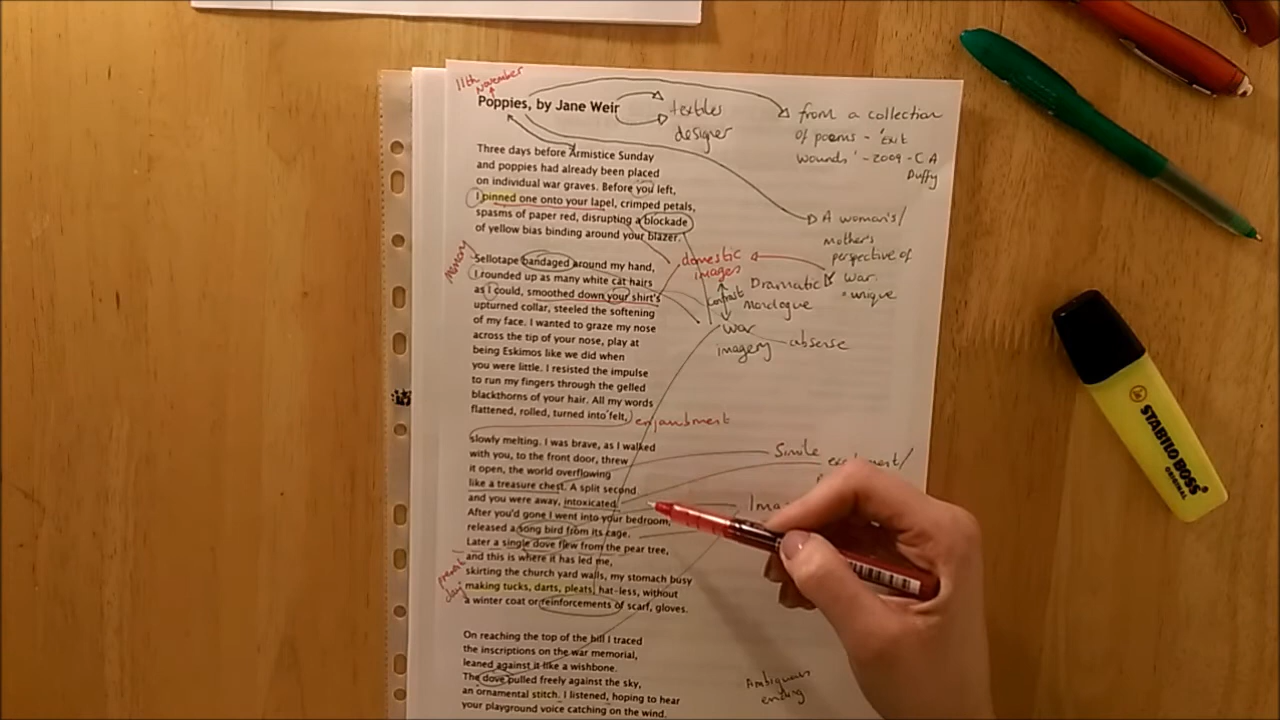 11th
November
Poppies, by Jane Weir
textiles
designer
from a collection
of poems - 'Exit
wounds' - 2009 - C A
Duffy
Three days before Armistice Sunday
and poppies had already been placed
on individual war graves. Before you left,
I pinned one onto your lapel, crimped petals,
spasms of paper red, disrupting a blockade
of yellow bias binding around your blazer.
A woman's/
mother's
perspective of
war
unique
memory
Sellotape bandaged around my hand,
I rounded up as many white cat hairs
as I could, smoothed down your shirt's
upturned collar, steeled the softening
of my face. I wanted to graze my nose
across the tip of your nose, play at
being Eskimos like we did when
you were little. I resisted the impulse
to run my fingers through the gelled
blackthorns of your hair. All my words
flattened, rolled, turned into felt,
domestic
images
contrast
Dramatic
monologue
war
imagery
absense
enjambment
slowly melting. I was brave, as I walked
with you, to the front door, threw
it open, the world overflowing
like a treasure chest. A split second
and you were away, intoxicated.
After you'd gone I went into your bedroom,
released a song bird from its cage.
Later a single dove flew from the pear tree,
and this is where it has led me,
skirting the church yard walls, my stomach busy
making tucks, darts, pleats, hat-less, without
a winter coat or reinforcements of scarf, gloves.
Simile
present
day
On reaching the top of the hill I traced
the inscriptions on the war memorial,
leaned against it like a wishbone.
The dove pulled freely against the sky,
an ornamental stitch. I listened, hoping to hear
your playground voice catching on the wind.
Ambiguous
ending
STABILO BOSS
ORIGINAL